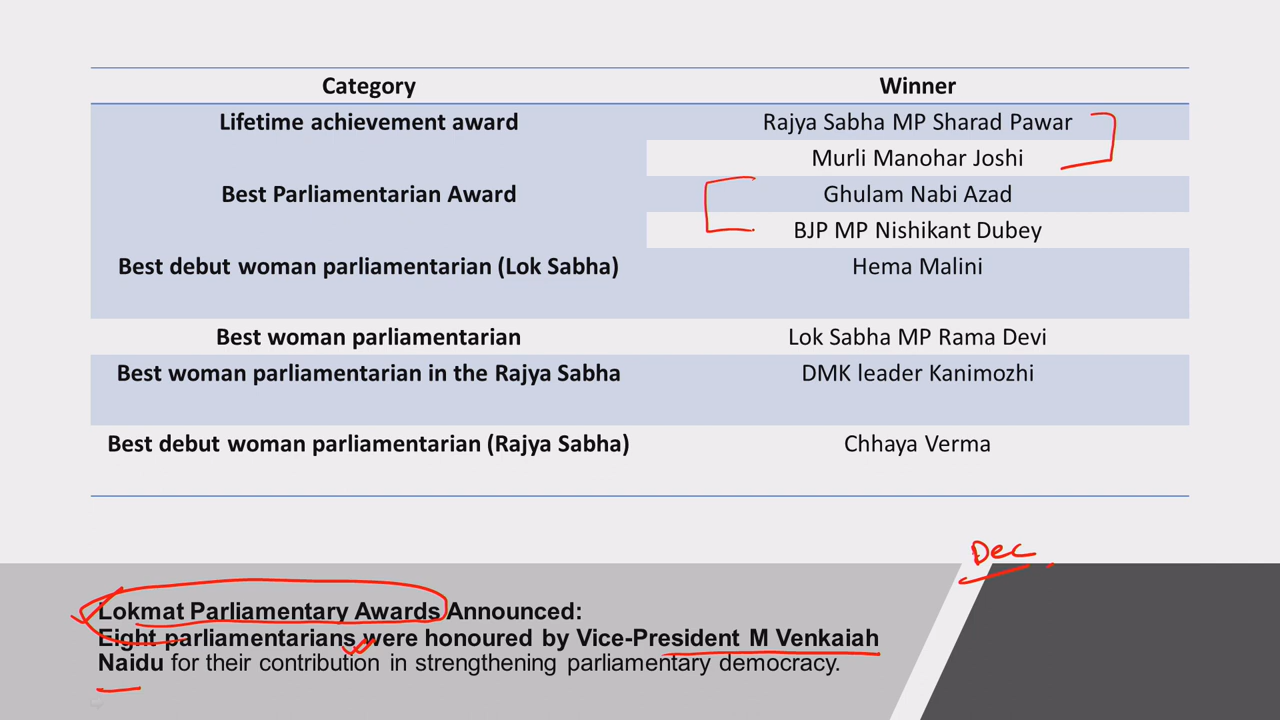 Category Winner
Lifetime achievement award Rajya Sabha MP Sharad Pawar
Murli Manohar Joshi
Best Parliamentarian Award Ghulam Nabi Azad
BJP MP Nishikant Dubey
Best debut woman parliamentarian (Lok Sabha) Hema Malini
Best woman parliamentarian Lok Sabha MP Rama Devi
Best woman parliamentarian in the Rajya Sabha DMK leader Kanimozhi
Best debut woman parliamentarian (Rajya Sabha) Chhaya Verma
Dec
Lokmat Parliamentary Awards Announced:
Eight parliamentarians were honoured by Vice-President M Venkaiah
Naidu for their contribution in strengthening parliamentary democracy.